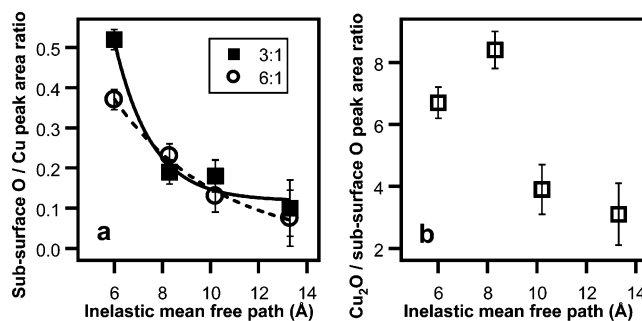 Sub-surface O / Cu peak area ratio
0.5
0.4
0.3
0.2
0.1
0.0
3:1
6:1
a
6 8 10 12 14
Inelastic mean free path (Å)
Cu₂O / sub-surface O peak area ratio
8
6
4
2
b
6 8 10 12 14
Inelastic mean free path (Å)